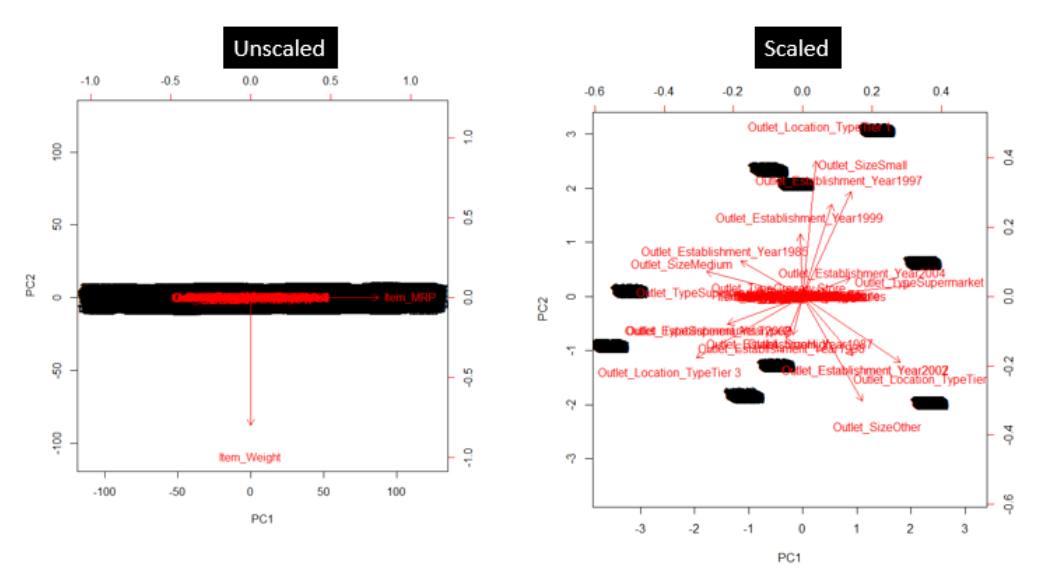 Unscaled
Scaled
-1.0 -0.5 0.0 0.5 1.0
100
50
0
-50
-100
PC2
1.0
0.5
0.0
-0.5
-1.0
Item_MRP
Item_Weight
-100 -50 0 50 100
PC1
-0.6 -0.4 -0.2 0.0 0.2 0.4
3
2
1
0
-1
-2
-3
PC2
0.4
0.2
0.0
-0.2
-0.4
-0.6
Outlet_Location_TypeTier 1
Outlet_SizeSmall
Outlet_Establishment_Year1997
Outlet_Establishment_Year1999
Outlet_Establishment_Year1985
Outlet_SizeMedium
Outlet_Establishment_Year2004
Outlet_TypeSupermarket
Outlet_Establishment_Year2002
Outlet_Location_TypeTier 3
Outlet_Location_TypeTier
Outlet_SizeOther
-3 -2 -1 0 1 2 3
PC1